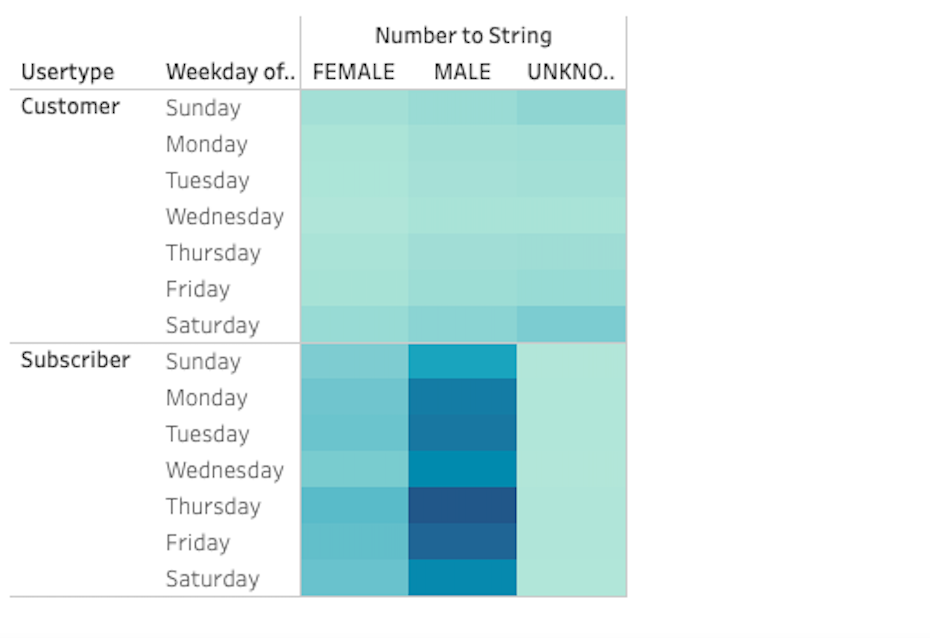 Number to String
Usertype Weekday of.. FEMALE MALE UNKNO..
Customer Sunday
Monday
Tuesday
Wednesday
Thursday
Friday
Saturday
Subscriber Sunday
Monday
Tuesday
Wednesday
Thursday
Friday
Saturday